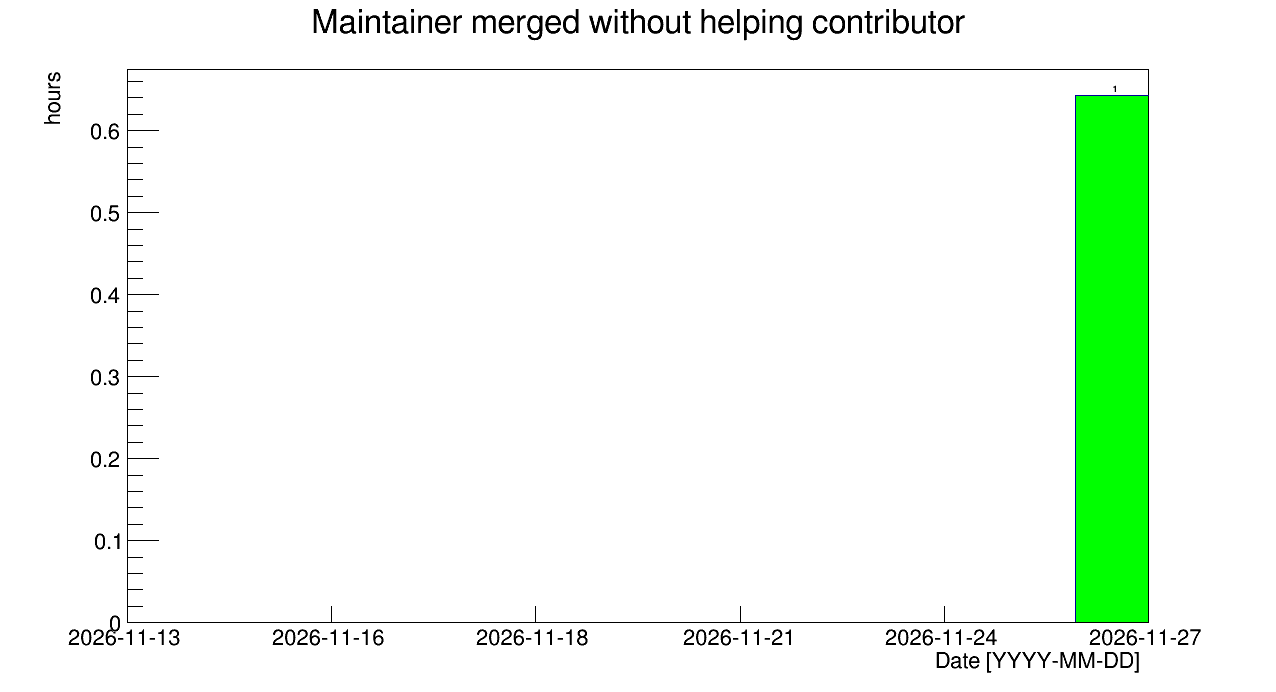 Maintainer merged without helping contributor
hours
1
0.6
0.5
0.4
0.3
0.2
0.1
0
2026-11-13 2026-11-16 2026-11-18 2026-11-21 2026-11-24 2026-11-27
Date [YYYY-MM-DD]